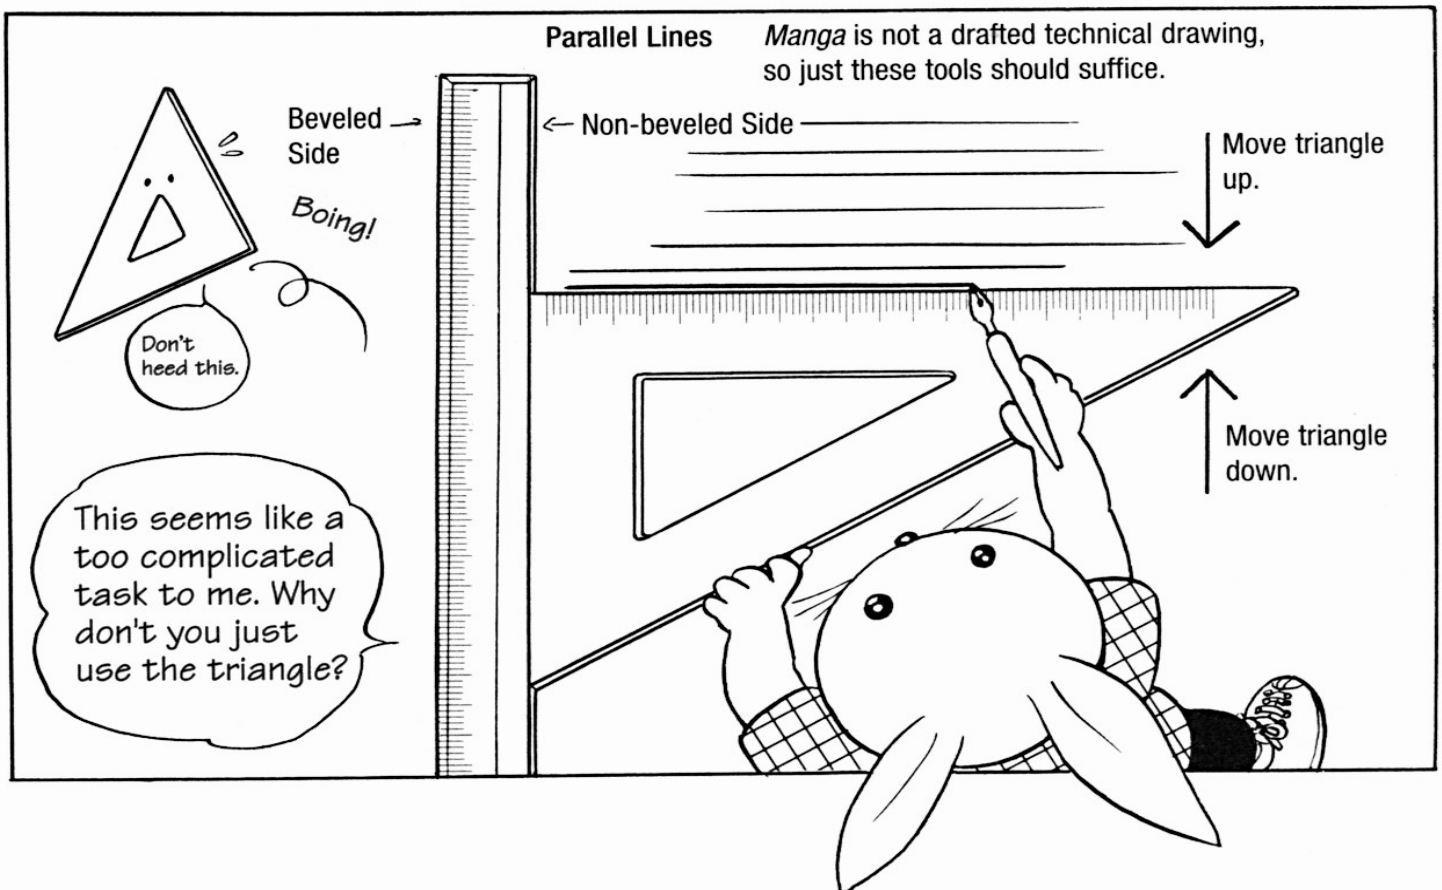 Parallel Lines
Manga is not a drafted technical drawing,
so just these tools should suffice.
Beveled
Side
Non-beveled Side
Move triangle
up.
Boing!
Don't
heed this.
Move triangle
down.
This seems like a
too complicated
task to me. Why
don't you just
use the triangle?